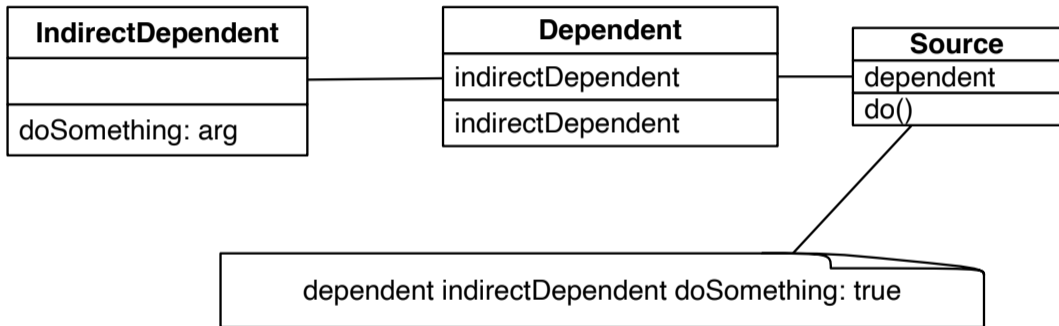 IndirectDependent
doSomething: arg
Dependent
indirectDependent
indirectDependent
Source
dependent
do()
dependent indirectDependent doSomething: true